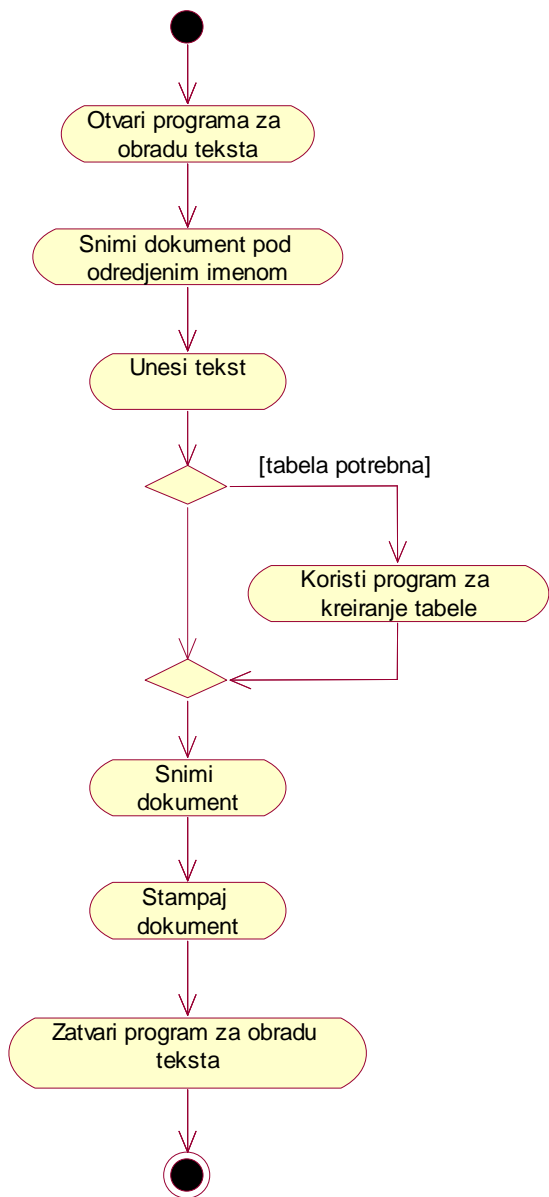 Otvari programa za
obradu teksta
Snimi dokument pod
odredjenim imenom
Unesi tekst
[tabela potrebna]
Koristi program za
kreiranje tabele
Snimi
dokument
Stampaj
dokument
Zatvari program za obradu
teksta